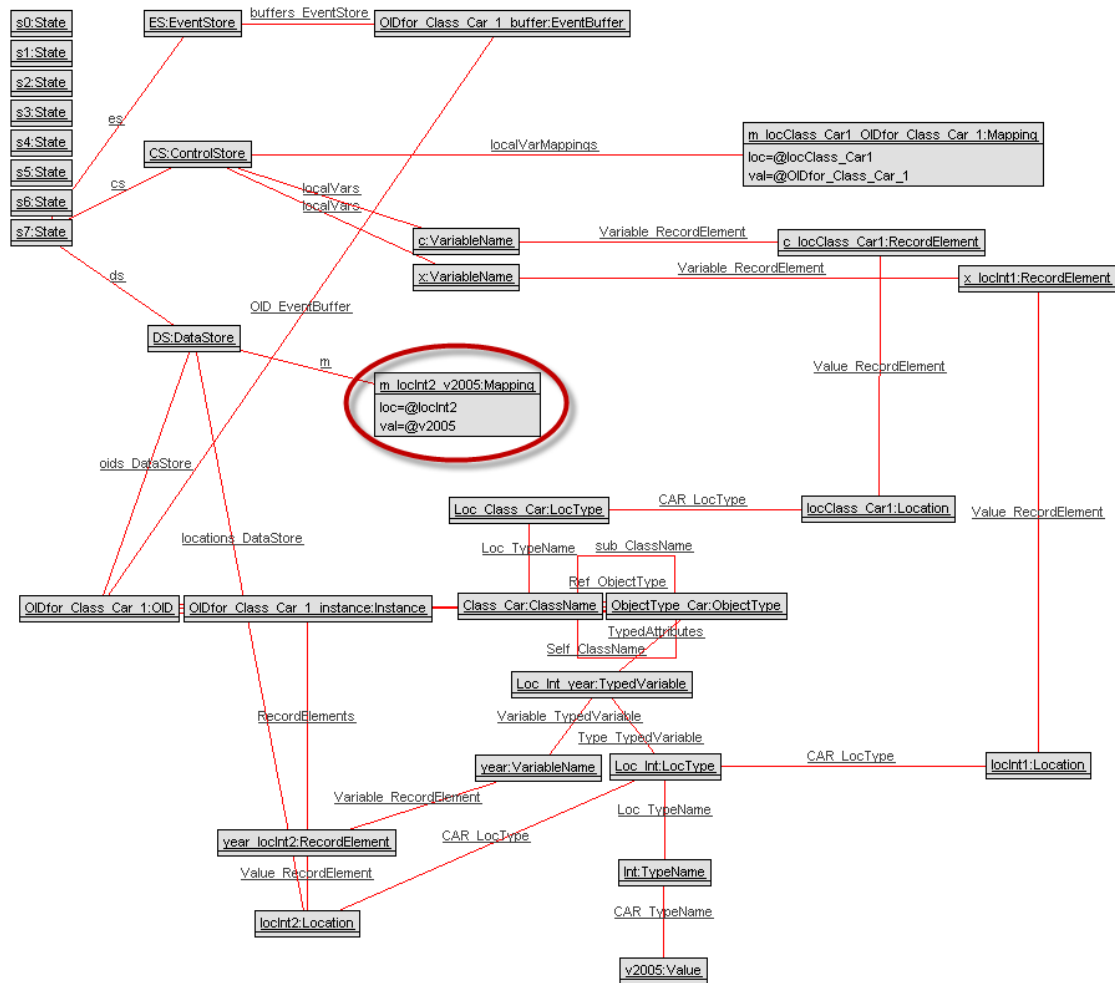 s0:State
ES:EventStore
buffers_EventStore
OIDfor_Class_Car_1_buffer:EventBuffer
s1:State
s2:State
s3:State
s4:State
es
s5:State
CS:ControlStore
localVarMappings
m_locClass_Car1_OIDfor_Class_Car_1:Mapping
loc=@locClass_Car1
val=@OIDfor_Class_Car_1
s6:State
cs
localVars
localVars
s7:State
c:VariableName
Variable_RecordElement
c_locClass_Car1:RecordElement
x:VariableName
Variable_RecordElement
x_locInt1:RecordElement
ds
OID_EventBuffer
DS:DataStore
m
Value_RecordElement
m_locInt2_v2005:Mapping
loc=@locInt2
val=@v2005
oids_DataStore
Loc_Class_Car:LocType
CAR_LocType
locClass_Car1:Location
Value_RecordElement
locations_DataStore
Loc_TypeName
sub_ClassName
Ref_ObjectType
OIDfor_Class_Car_1:OID
OIDfor_Class_Car_1_instance:Instance
Class_Car:ClassName
ObjectType_Car:ObjectType
TypedAttributes
Self_ClassName
Loc_Int_year:TypedVariable
RecordElements
Variable_TypedVariable
Type_TypedVariable
year:VariableName
Loc_Int:LocType
CAR_LocType
locInt1:Location
Variable_RecordElement
Loc_TypeName
year_locInt2:RecordElement
CAR_LocType
Value_RecordElement
Int:TypeName
CAR_TypeName
locInt2:Location
v2005:Value